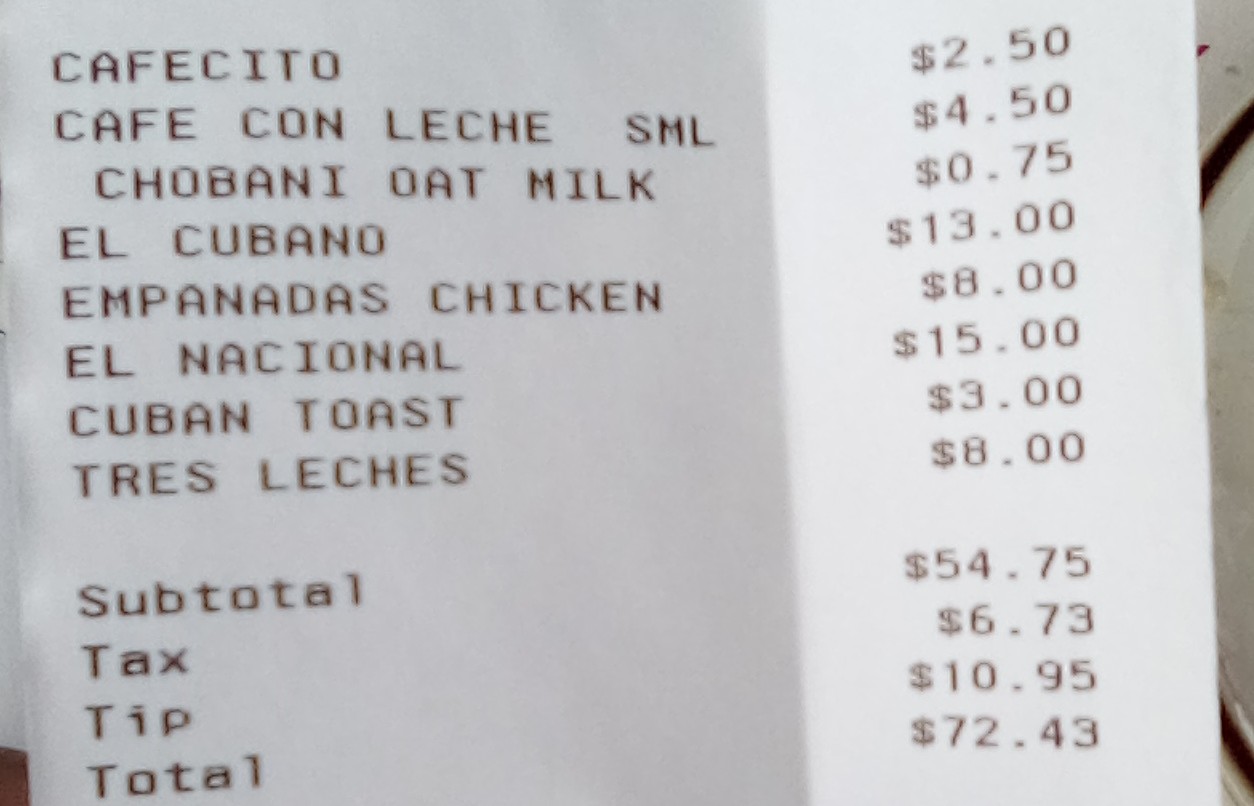 CAFECITO $2.50
CAFE CON LECHE SML $4.50
CHOBANI OAT MILK $0.75
EL CUBANO $13.00
EMPANADAS CHICKEN $8.00
EL NACIONAL $15.00
CUBAN TOAST $3.00
TRES LECHES $8.00
Subtotal $54.75
Tax $6.73
Tip $10.95
Total $72.43